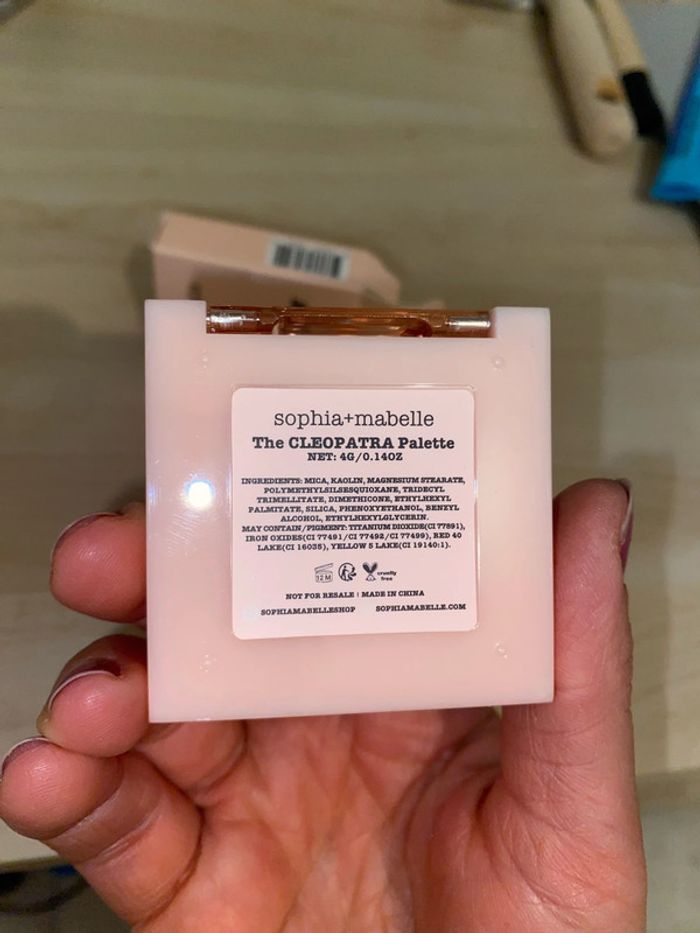 sophia+mabelle
The CLEOPATRA Palette
NET: 4G/0.14OZ
INGREDIENTS: MICA, KAOLIN, MAGNESIUM STEARATE,
POLYMETHYLSILSESQUIOXANE, TRIDECYL
TRIMELLITATE, DIMETHICONE, ETHYLHEXYL
PALMITATE, SILICA, PHENOXYETHANOL, BENZYL
ALCOHOL, ETHYLHEXYLGLYCERIN.
MAY CONTAIN/PIGMENT: TITANIUM DIOXIDE(CI 77891),
IRON OXIDES(CI 77491/CI 77492/CI 77499), RED 40
LAKE(CI 16035), YELLOW 5 LAKE(CI 19140:1).
12M
cruelty
free
NOT FOR RESALE | MADE IN CHINA
SOPHIAMABELLESHOP SOPHIAMABELLE.COM